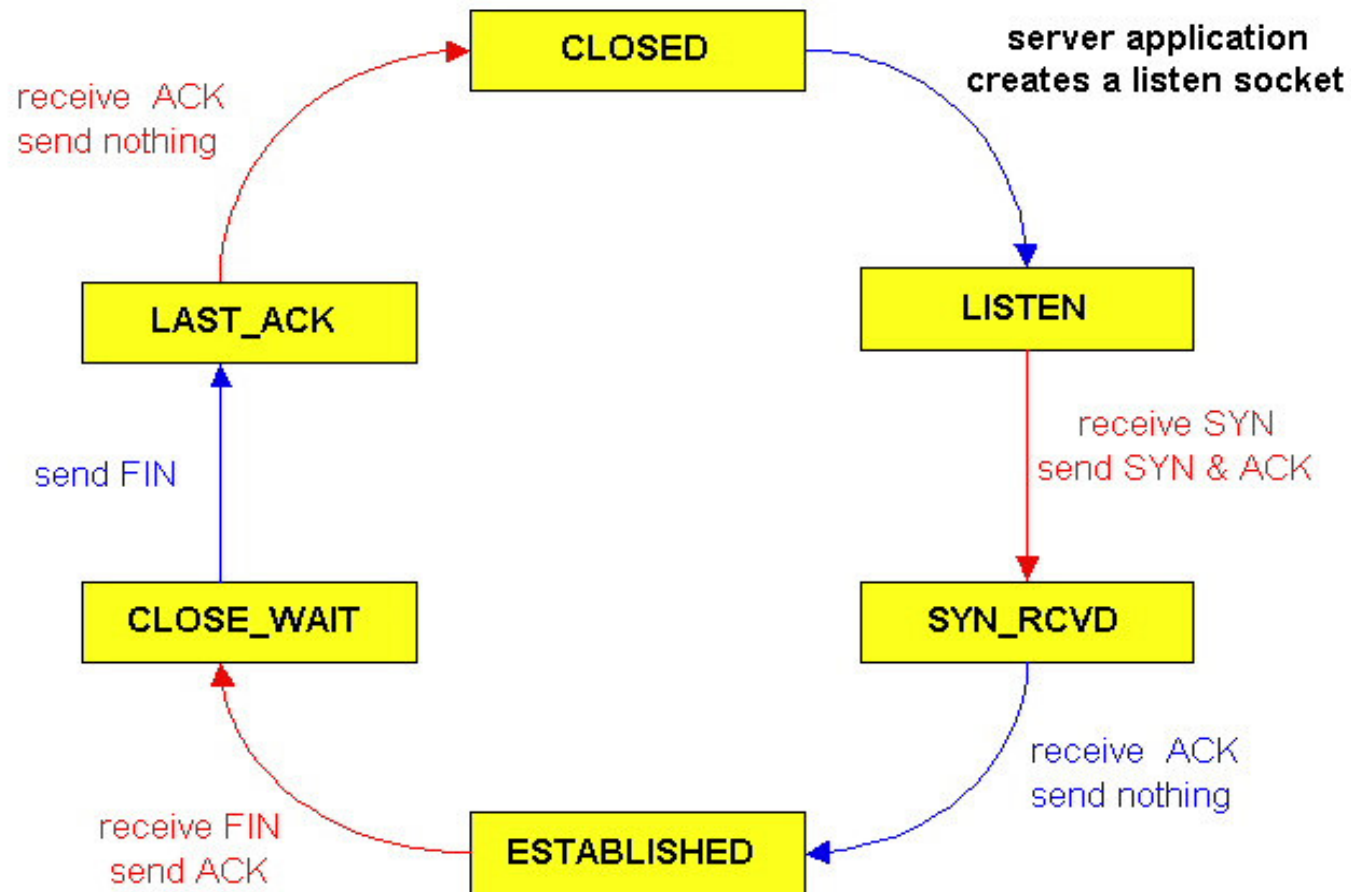 CLOSED
server application
creates a listen socket
receive ACK
send nothing
LAST_ACK
LISTEN
receive SYN
send SYN & ACK
send FIN
CLOSE_WAIT
SYN_RCVD
receive ACK
send nothing
receive FIN
send ACK
ESTABLISHED